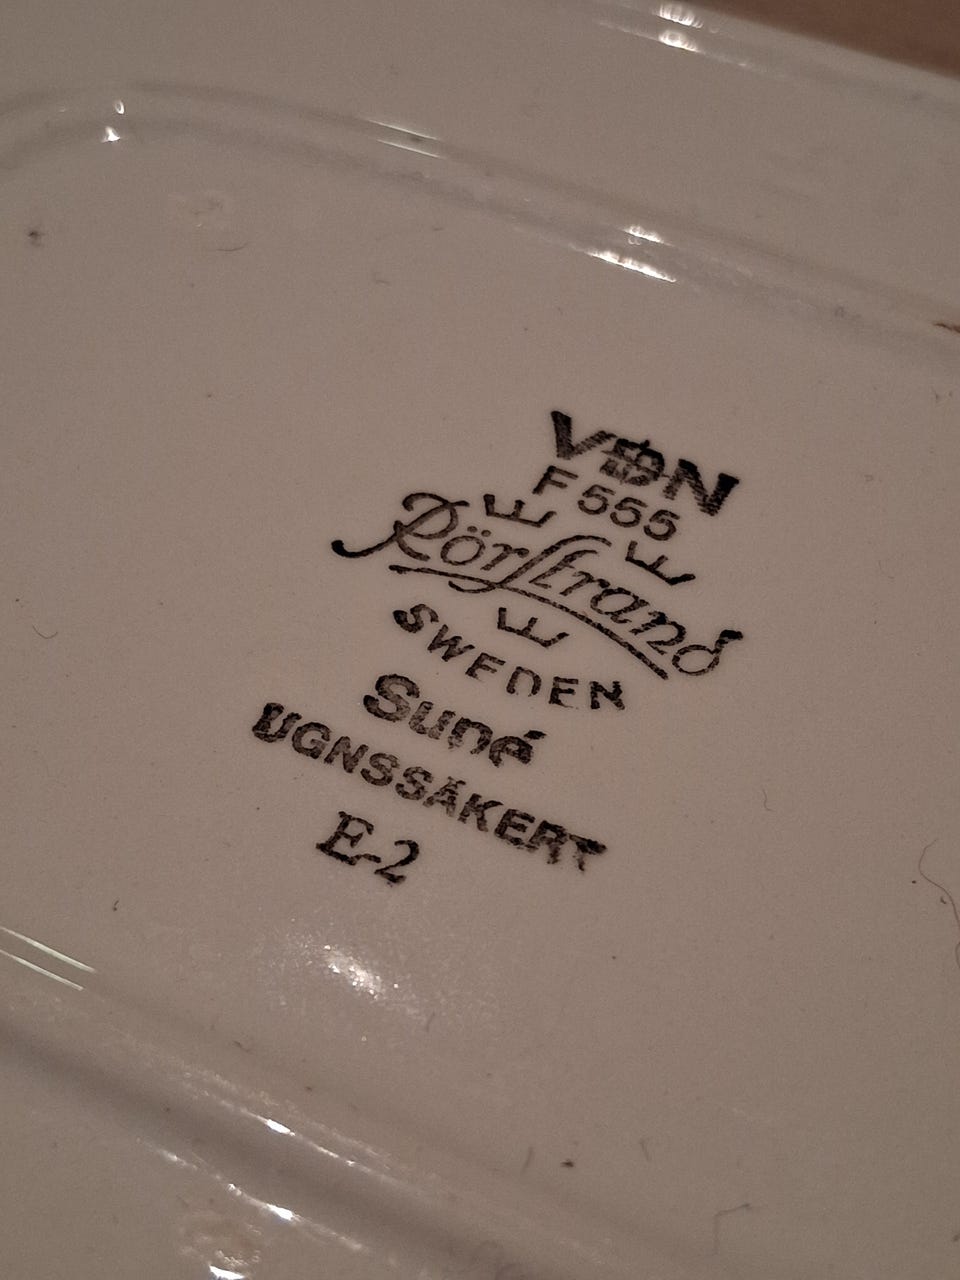 VDN
F 555
Rörstrand
SWEDEN
Suné
UGNSSÄKERT
E-2